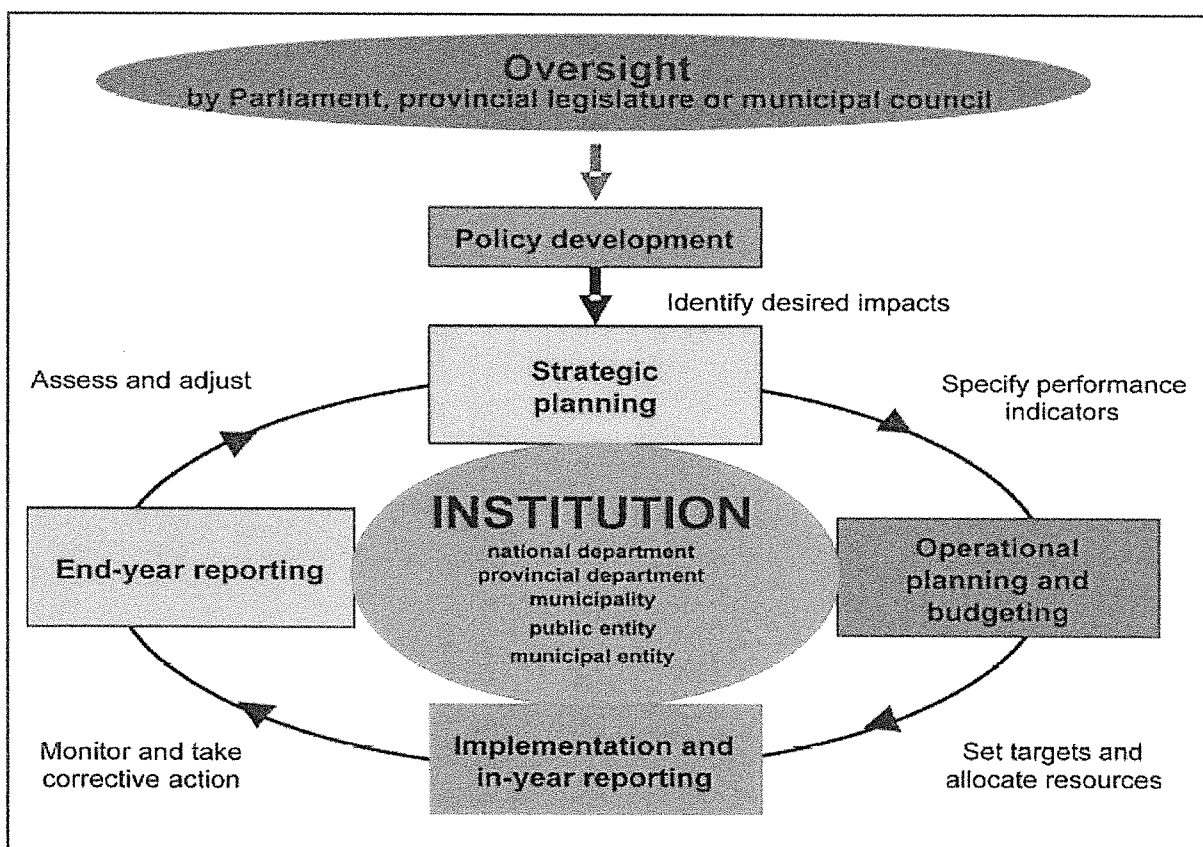 Oversight
by Parliament, provincial legislature or municipal council
Policy development
Identify desired impacts
Strategic
planning
Assess and adjust
Specify performance
indicators
INSTITUTION
national department
provincial department
municipality
public entity
municipal entity
End-year reporting
Operational
planning and
budgeting
Implementation and
in-year reporting
Monitor and take
corrective action
Set targets and
allocate resources